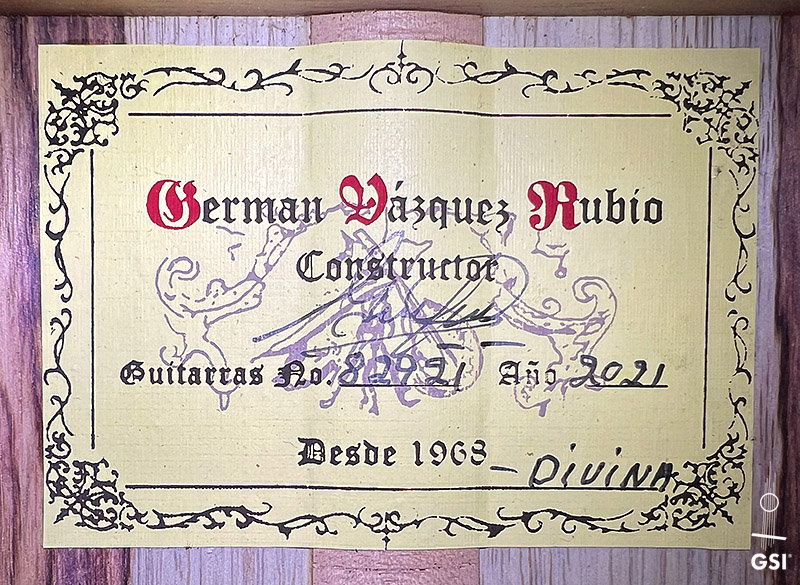 German Vázquez Rubio
Constructor
Guitarras No. 82921 Año 2021
Desde 1968 - DIVINA
GSI